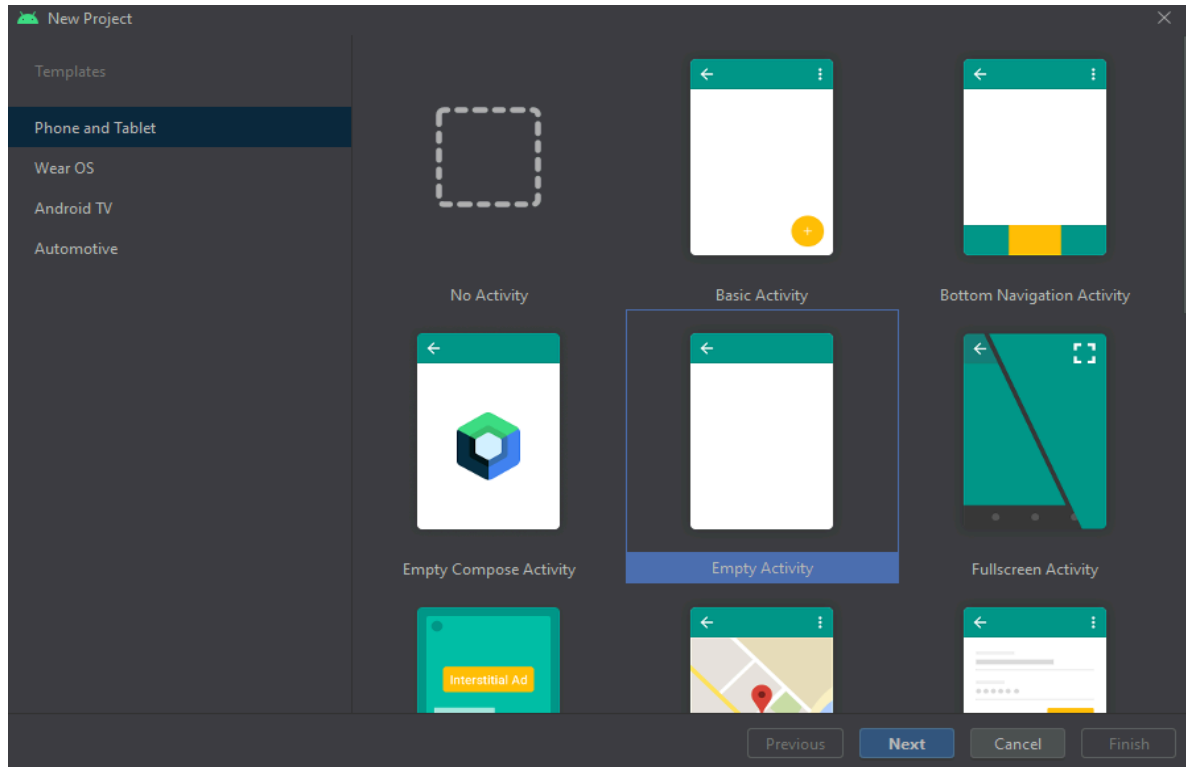 New Project
Templates
Phone and Tablet
Wear OS
Android TV
Automotive
No Activity
Basic Activity
Bottom Navigation Activity
Empty Compose Activity
Empty Activity
Fullscreen Activity
Interstitial Ad
Previous
Next
Cancel
Finish